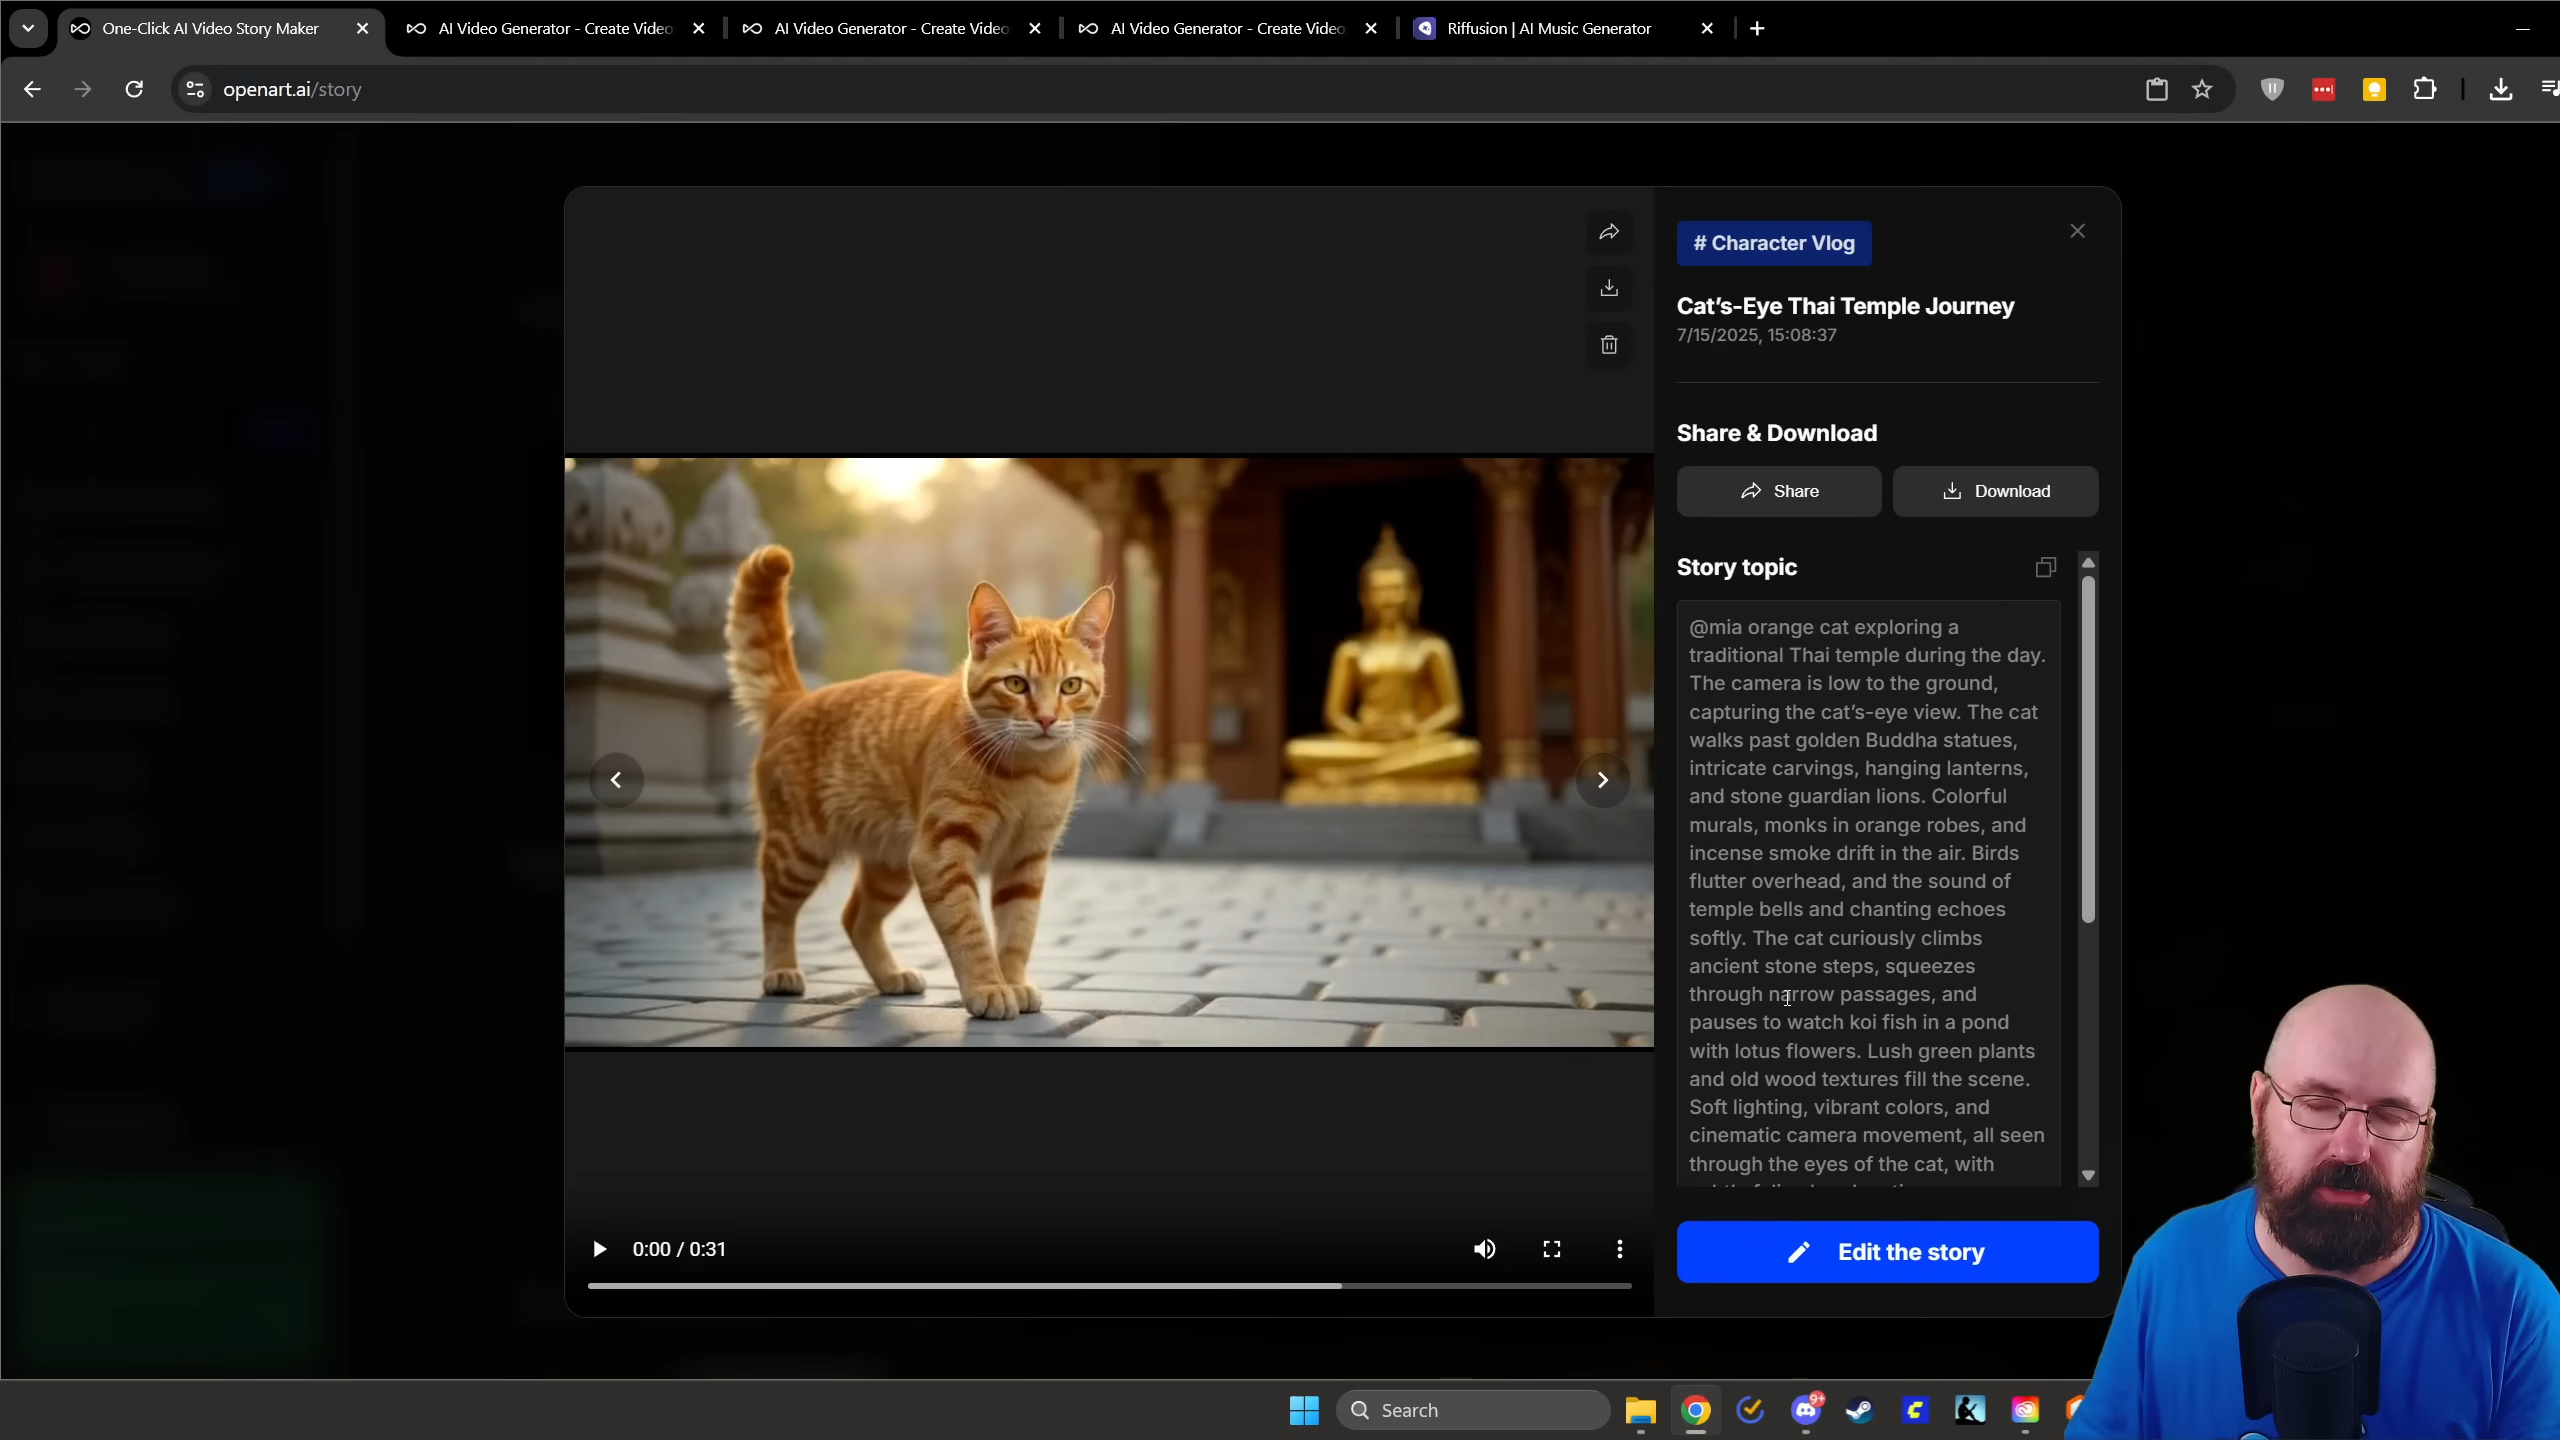 One-Click AI Video Story Maker
AI Video Generator - Create Video
AI Video Generator - Create Video
AI Video Generator - Create Video
Riffusion | AI Music Generator
openart.ai/story
# Character Vlog
Cat’s-Eye Thai Temple Journey
7/15/2025, 15:08:37
Share & Download
Share
Download
Story topic
@mia orange cat exploring a
traditional Thai temple during the day.
The camera is low to the ground,
capturing the cat’s-eye view. The cat
walks past golden Buddha statues,
intricate carvings, hanging lanterns,
and stone guardian lions. Colorful
murals, monks in orange robes, and
incense smoke drift in the air. Birds
flutter overhead, and the sound of
temple bells and chanting echoes
softly. The cat curiously climbs
ancient stone steps, squeezes
through narrow passages, and
pauses to watch koi fish in a pond
with lotus flowers. Lush green plants
and old wood textures fill the scene.
Soft lighting, vibrant colors, and
cinematic camera movement, all seen
through the eyes of the cat, with
0:00 / 0:31
Edit the story
Search
9+